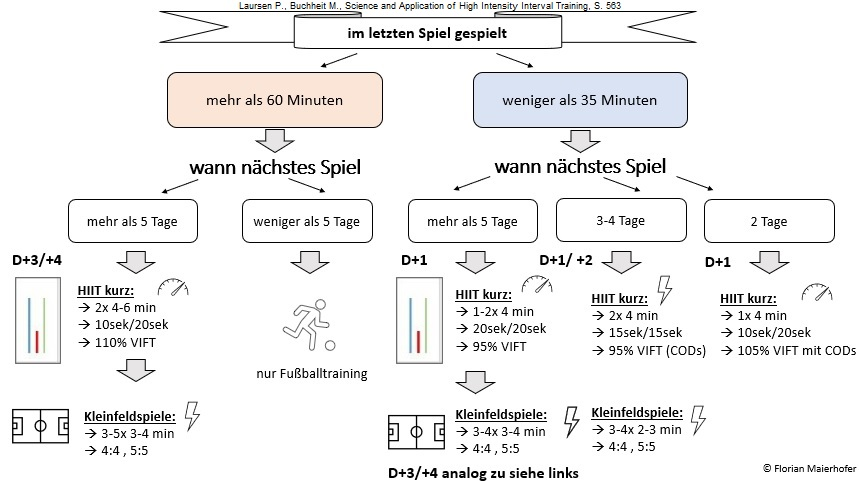 Laursen P., Buchheit M., Science and Application of High Intensity Interval Training, S. 563
im letzten Spiel gespielt
mehr als 60 Minuten
weniger als 35 Minuten
wann nächstes Spiel
wann nächstes Spiel
mehr als 5 Tage
weniger als 5 Tage
mehr als 5 Tage
3-4 Tage
2 Tage
D+3/+4
HIIT kurz:
→ 2x 4-6 min
→ 10sek/20sek
→ 110% VIFT
nur Fußballtraining
D+1
HIIT kurz:
→ 1-2x 4 min
→ 20sek/20sek
→ 95% VIFT
D+1/ +2
HIIT kurz:
→ 2x 4 min
→ 15sek/15sek
→ 95% VIFT (CODs)
D+1
HIIT kurz:
→ 1x 4 min
→ 10sek/20sek
→ 105% VIFT mit CODs
Kleinfeldspiele:
→ 3-5x 3-4 min
→ 4:4 , 5:5
Kleinfeldspiele:
→ 3-4x 3-4 min
→ 4:4 , 5:5
Kleinfeldspiele:
→ 3-4x 2-3 min
→ 4:4 , 5:5
D+3/+4 analog zu siehe links
© Florian Maierhofer